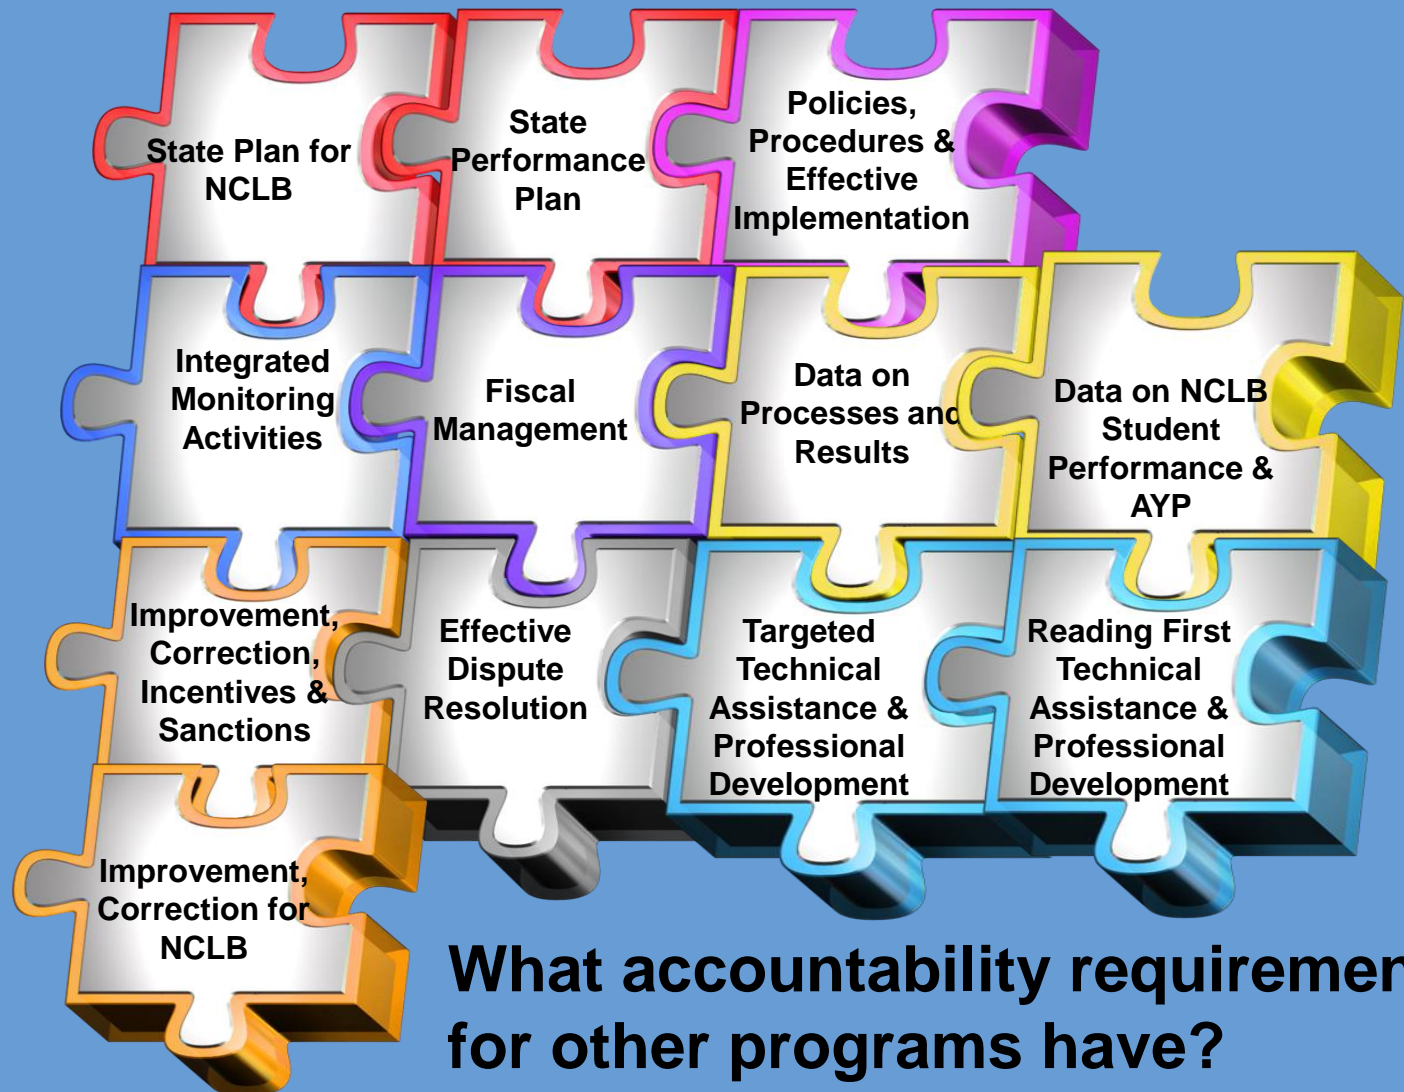 State Plan for
NCLB
State
Performance
Plan
Policies,
Procedures &
Effective
Implementation
Integrated
Monitoring
Activities
Fiscal
Management
Data on
Processes and
Results
Data on NCLB
Student
Performance &
AYP
Improvement,
Correction,
Incentives &
Sanctions
Effective
Dispute
Resolution
Targeted
Technical
Assistance &
Professional
Development
Reading First
Technical
Assistance &
Professional
Development
Improvement,
Correction for
NCLB
What accountability requiremen
for other programs have?